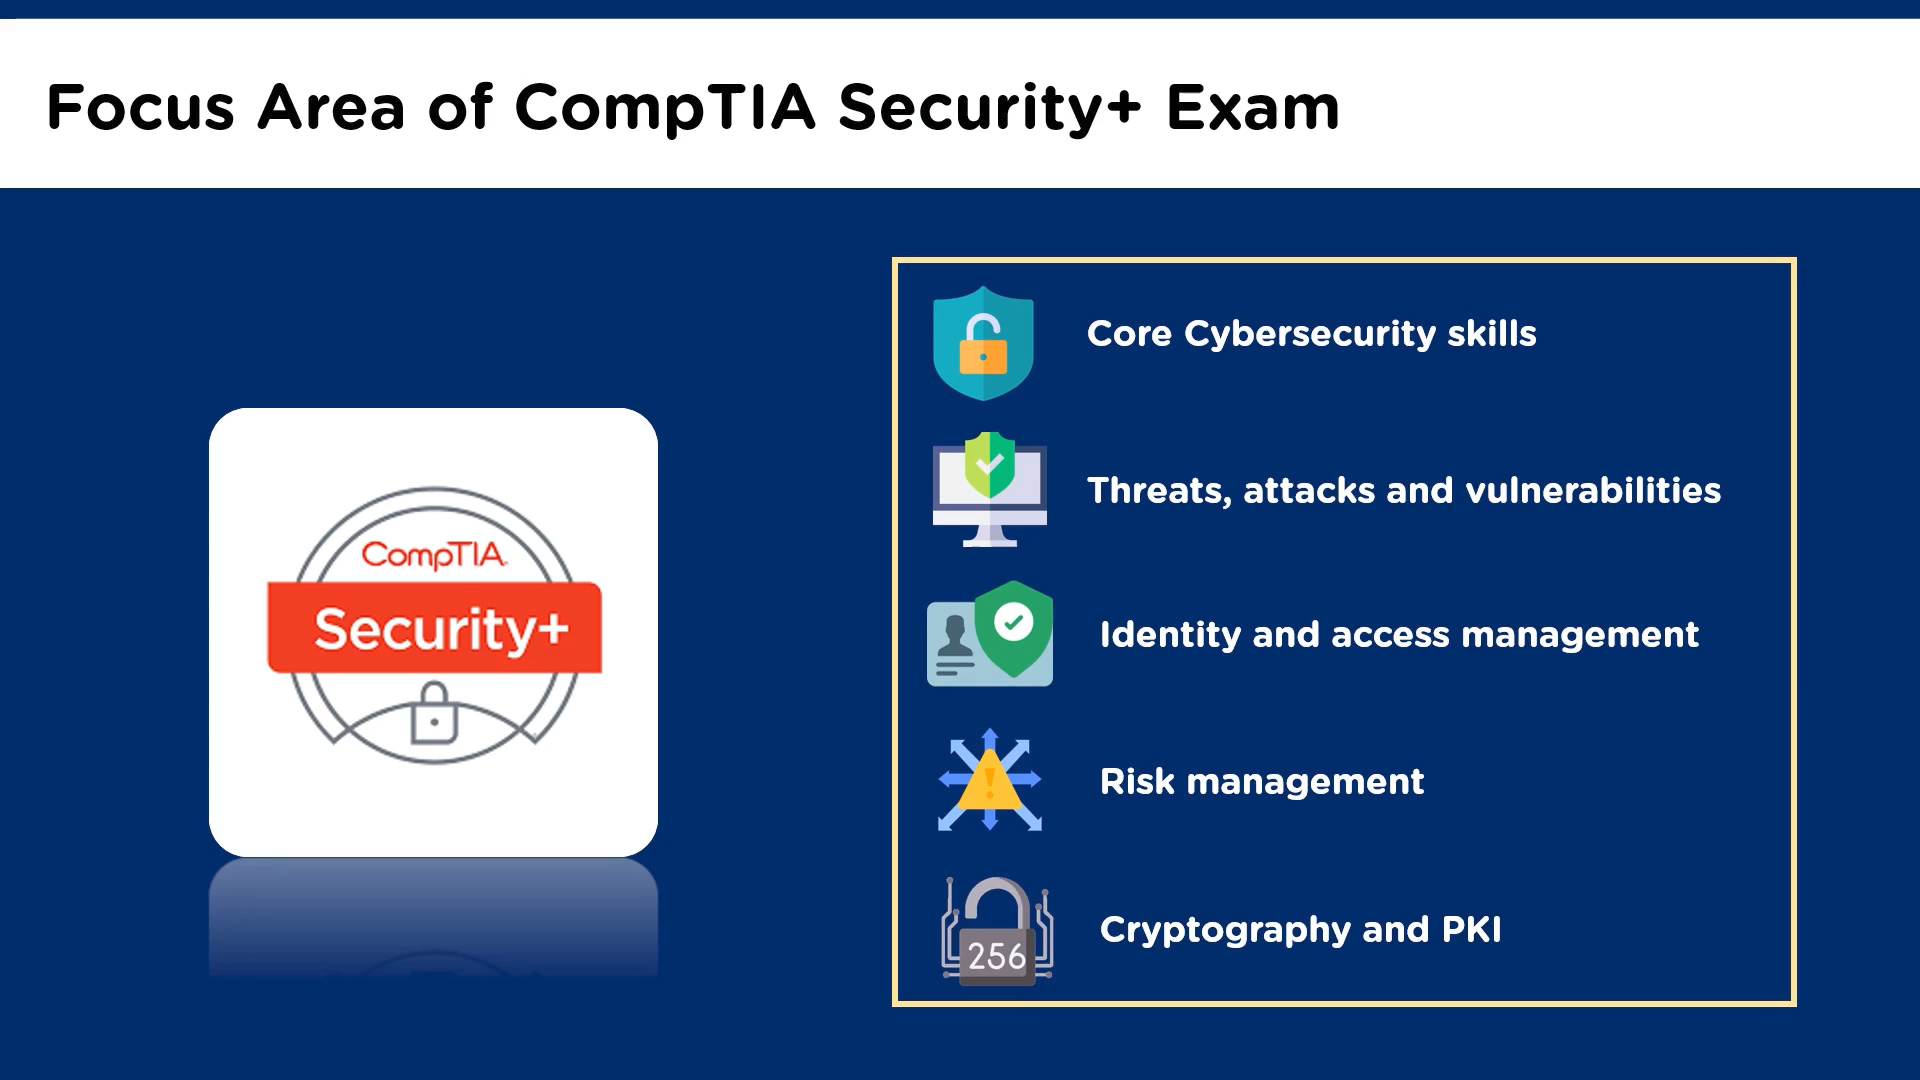 Focus Area of CompTIA Security+ Exam
CompTIA
Security+
Core Cybersecurity skills
Threats, attacks and vulnerabilities
Identity and access management
Risk management
256
Cryptography and PKI